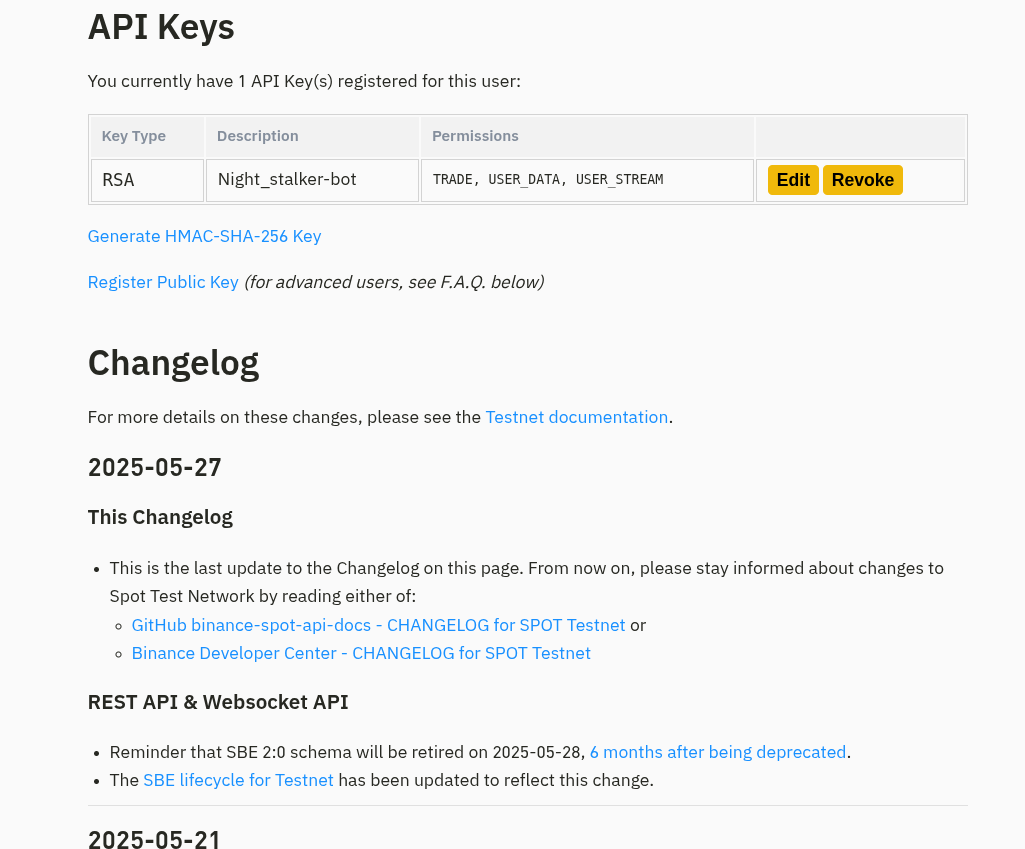 API Keys
You currently have 1 API Key(s) registered for this user:
Key Type Description Permissions
RSA Night_stalker-bot TRADE, USER_DATA, USER_STREAM Edit Revoke
Generate HMAC-SHA-256 Key
Register Public Key (for advanced users, see F.A.Q. below)
Changelog
For more details on these changes, please see the Testnet documentation.
2025-05-27
This Changelog
• This is the last update to the Changelog on this page. From now on, please stay informed about changes to
Spot Test Network by reading either of:
◦ GitHub binance-spot-api-docs - CHANGELOG for SPOT Testnet or
◦ Binance Developer Center - CHANGELOG for SPOT Testnet
REST API & Websocket API
• Reminder that SBE 2:0 schema will be retired on 2025-05-28, 6 months after being deprecated.
• The SBE lifecycle for Testnet has been updated to reflect this change.
2025-05-21